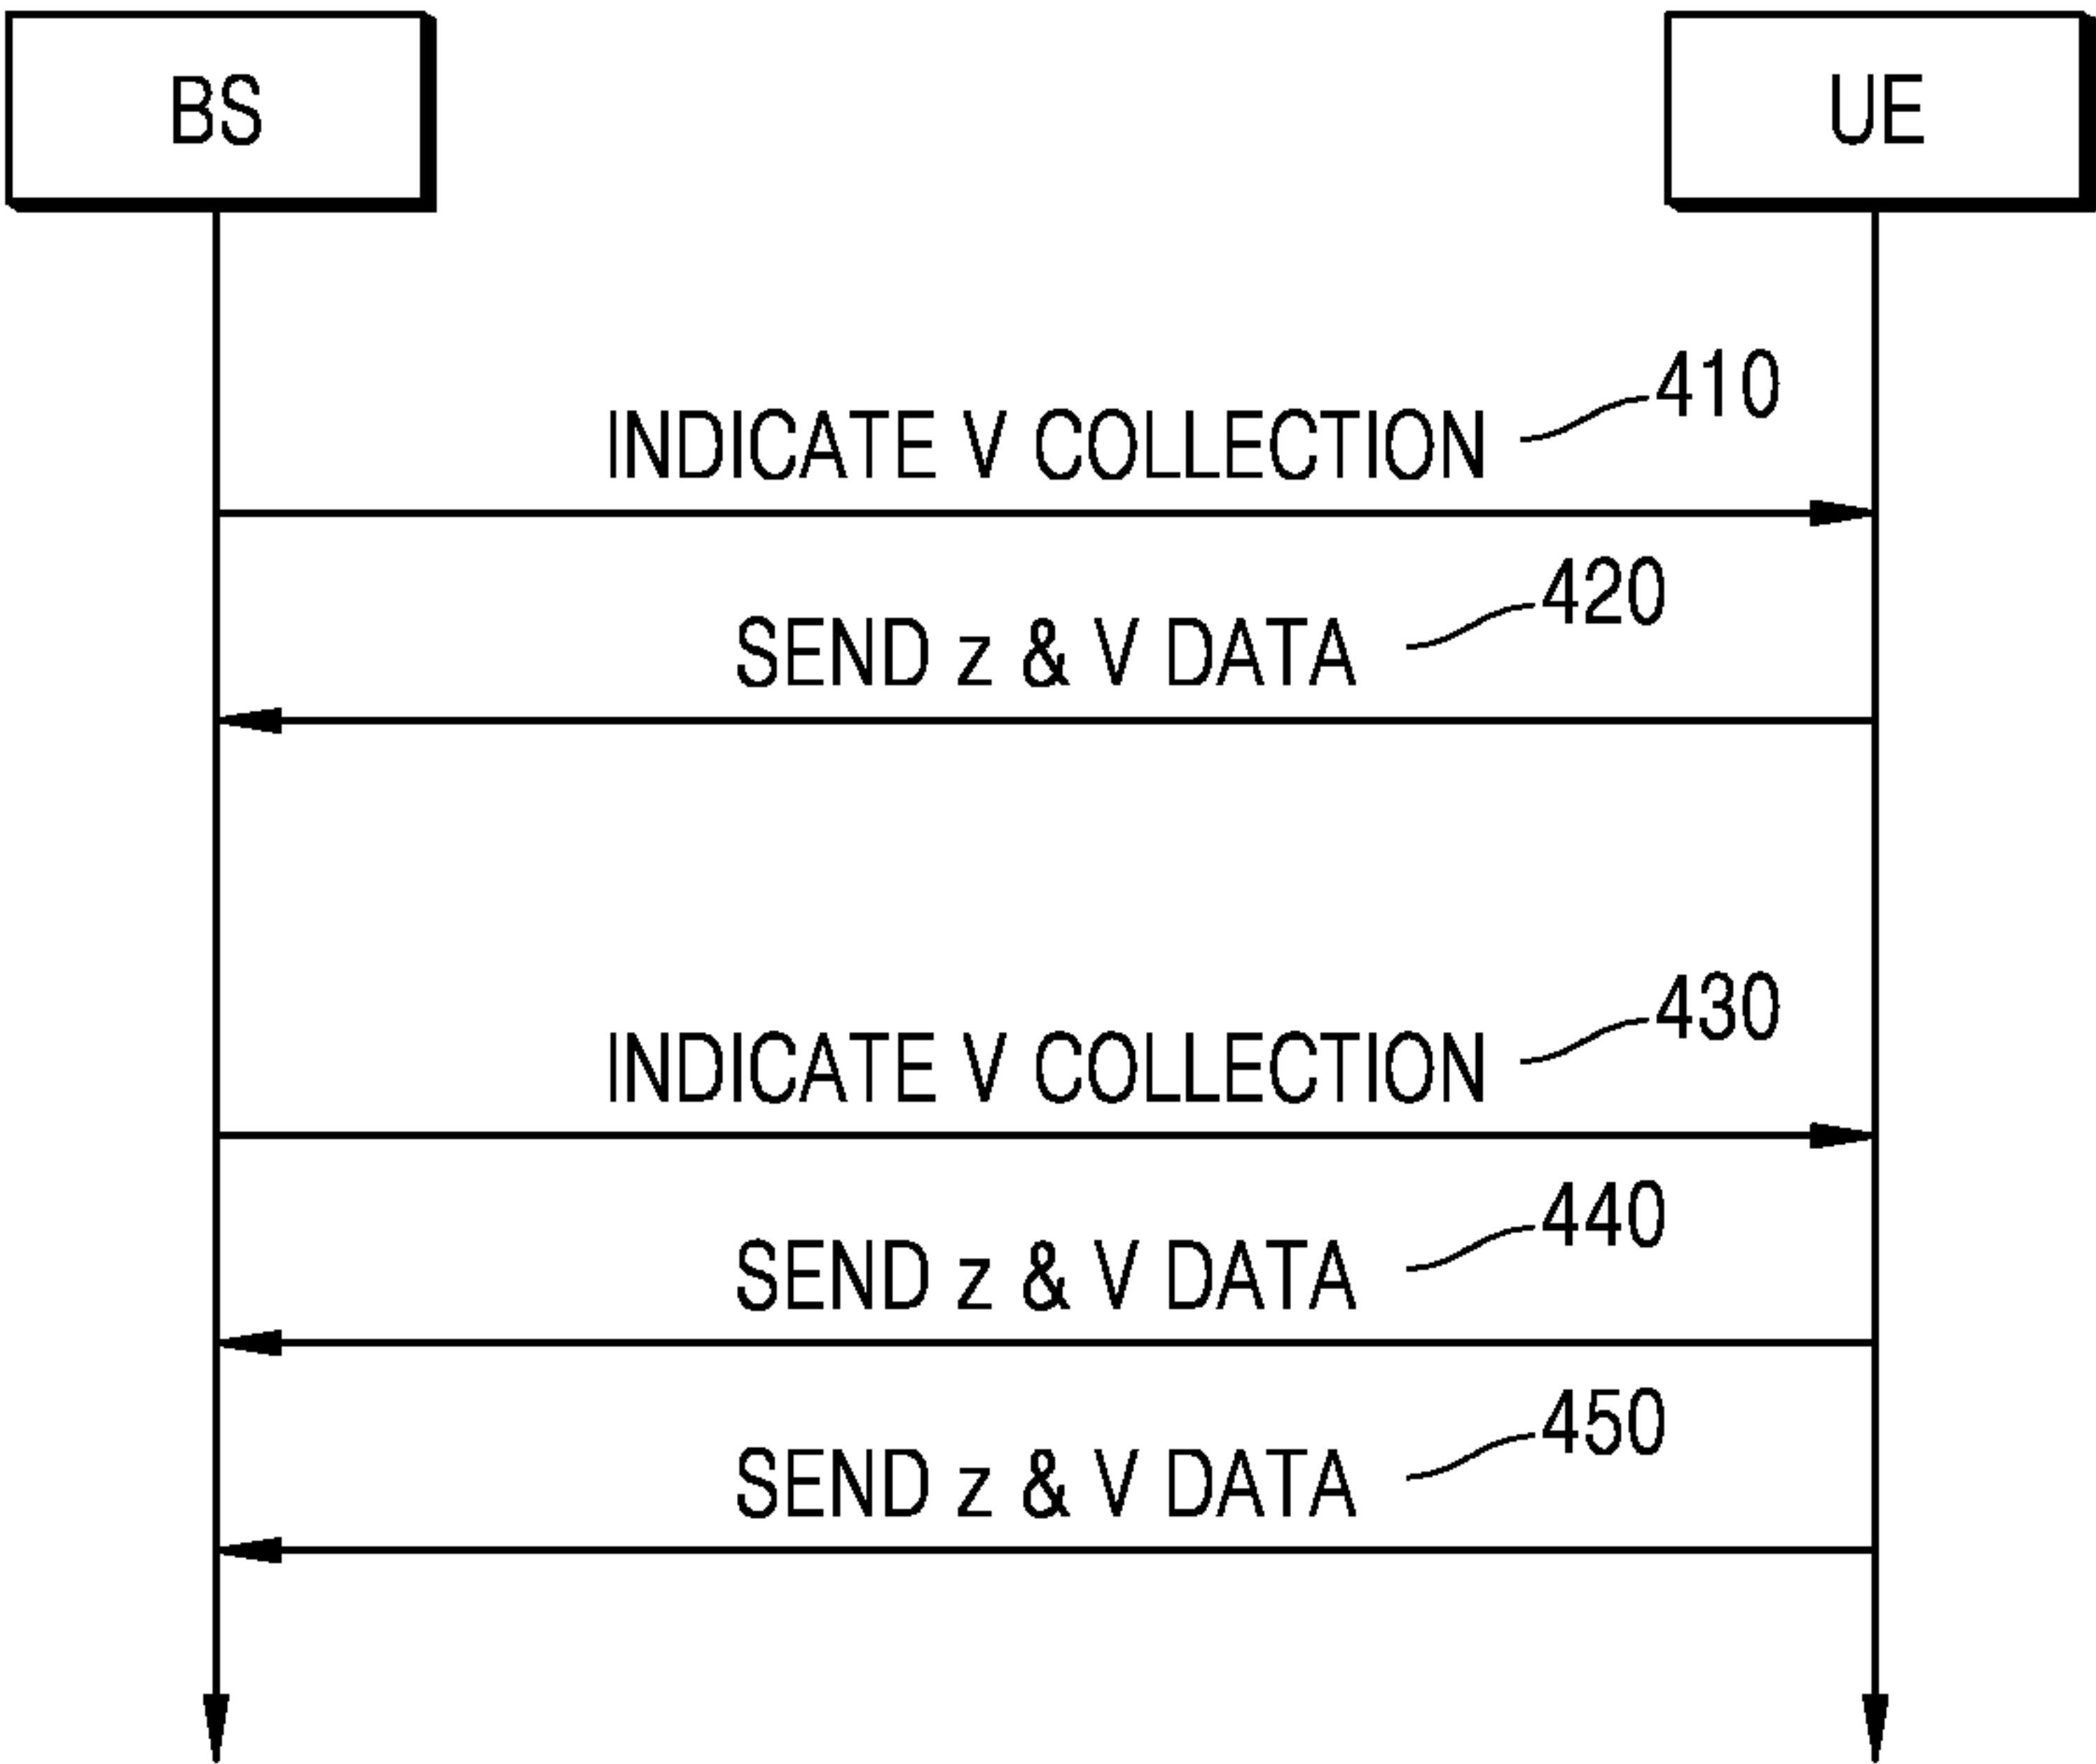 BS
UE
410
INDICATE V COLLECTION
420
SEND z & V DATA
430
INDICATE V COLLECTION
440
SEND z & V DATA
450
SEND z & V DATA